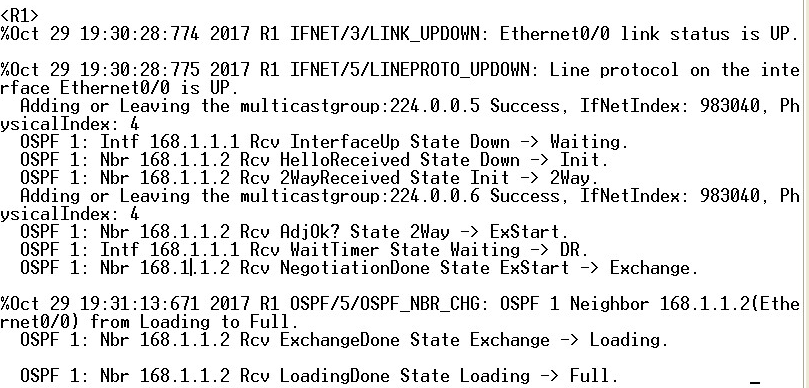 <R1>
%Oct 29 19:30:28:774 2017 R1 IFNET/3/LINK_UPDOWN: Ethernet0/0 link status is UP.
%Oct 29 19:30:28:775 2017 R1 IFNET/5/LINEPROTO_UPDOWN: Line protocol on the inte
rface Ethernet0/0 is UP.
  Adding or Leaving the multicastgroup:224.0.0.5 Success, IfNetIndex: 983040, Ph
ysicalIndex: 4
  OSPF 1: Intf 168.1.1.1 Rcv InterfaceUp State Down -> Waiting.
  OSPF 1: Nbr 168.1.1.2 Rcv HelloReceived State Down -> Init.
  OSPF 1: Nbr 168.1.1.2 Rcv 2WayReceived State Init -> 2Way.
  Adding or Leaving the multicastgroup:224.0.0.6 Success, IfNetIndex: 983040, Ph
ysicalIndex: 4
  OSPF 1: Nbr 168.1.1.2 Rcv AdjOk? State 2Way -> ExStart.
  OSPF 1: Intf 168.1.1.1 Rcv WaitTimer State Waiting -> DR.
  OSPF 1: Nbr 168.1.1.2 Rcv NegotiationDone State ExStart -> Exchange.
%Oct 29 19:31:13:671 2017 R1 OSPF/5/OSPF_NBR_CHG: OSPF 1 Neighbor 168.1.1.2(Ethe
rnet0/0) from Loading to Full.
  OSPF 1: Nbr 168.1.1.2 Rcv ExchangeDone State Exchange -> Loading.
  OSPF 1: Nbr 168.1.1.2 Rcv LoadingDone State Loading -> Full.